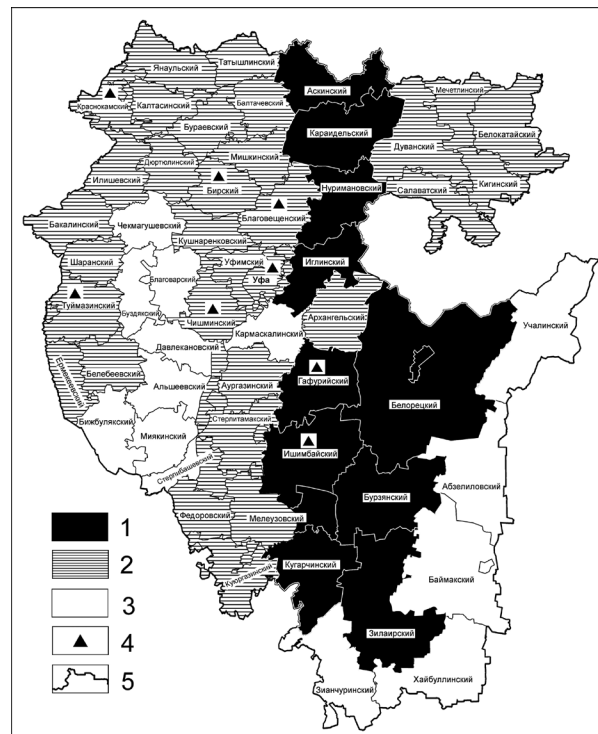 Татышлинский
Янаульский
Аскинский
Мечетлинский
Краснокамский
Калтасинский
Балтачевский
Бураевский
Караидельский
Белокатайский
Дуванский
Мишкинский
Дюртюлинский
Илишевский
Бирский
Нуримановский
Салаватский
Кигинский
Благовещенский
Бакалинский
Чекмагушевский
Кушнаренковский
Шаранский
Уфимский
Иглинский
Уфа
Благоварский
Туймазинский
Буздякский
Чишминский
Архангельский
Учалинский
Кармаскалинский
Давлекановский
Ермекеевский
Белебеевский
Альшеевский
Аургазинский
Гафурийский
Белорецкий
Бижбулякский
Миякинский
Стерлитамакский
Ишимбайский
Стерлибашевский
Абзелиловский
Бурзянский
Федоровский
Мелеузовский
Кугарчинский
Куюргазинский
Баймакский
Зилаирский
Хайбуллинский
Зианчуринский
1
2
3
4
5